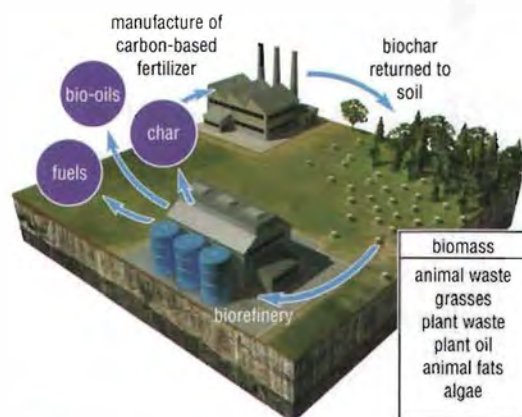 manufacture of
carbon-based
fertilizer
biochar
returned to
soil
bio-oils
char
fuels
biorefinery
biomass
animal waste
grasses
plant waste
plant oil
animal fats
algae